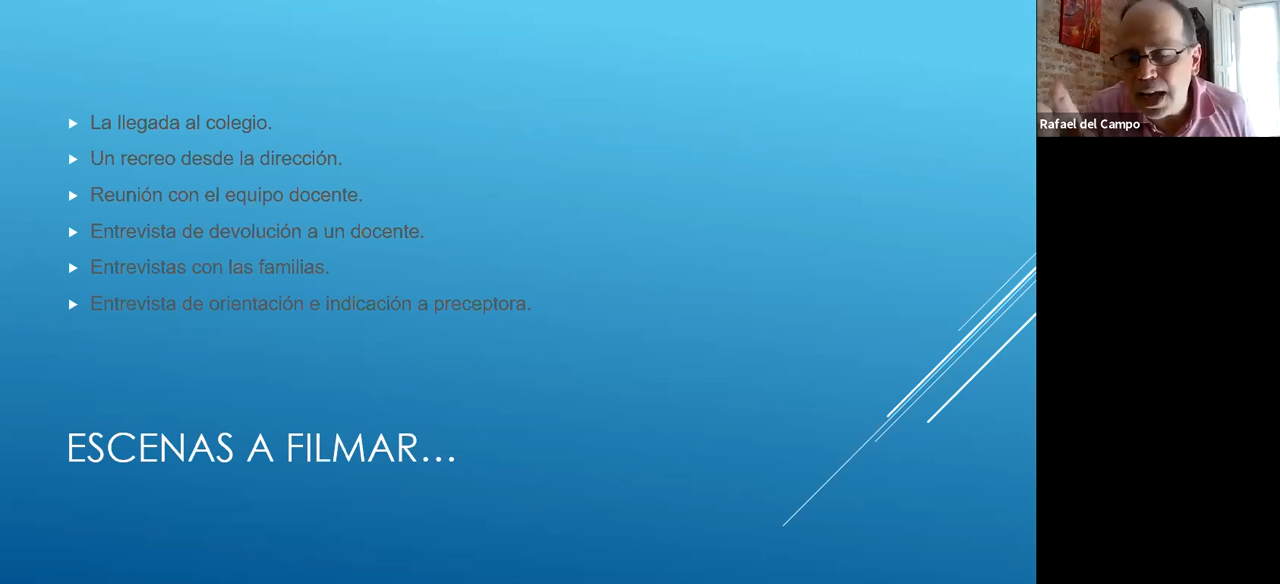 La llegada al colegio.
Un recreo desde la dirección.
Reunión con el equipo docente.
Entrevista de devolución a un docente.
Entrevistas con las familias.
Entrevista de orientación e indicación a preceptora.
ESCENAS A FILMAR...
Rafael del Campo